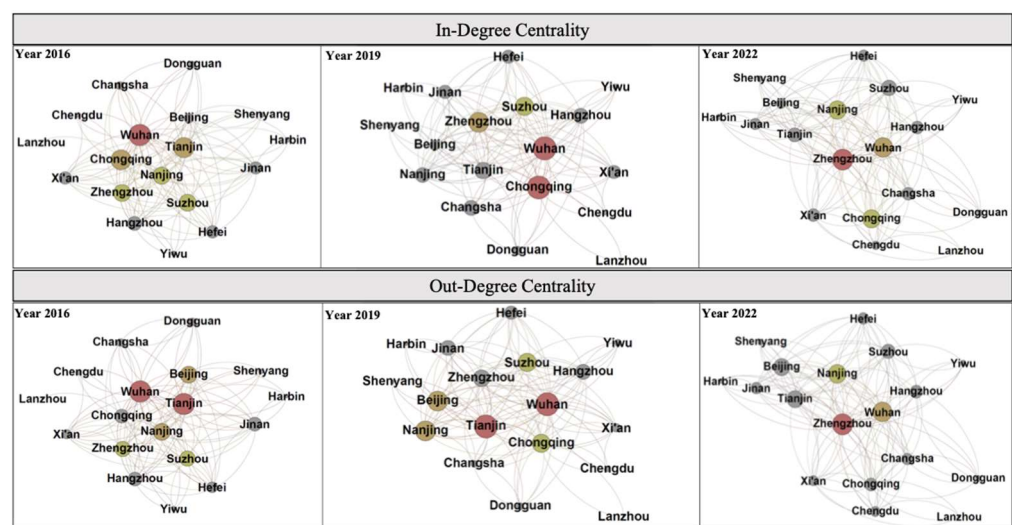 In-Degree Centrality
Year 2016
Dongguan
Changsha
Chengdu
Beijing
Shenyang
Wuhan
Harbin
Lanzhou
Tianjin
Chongqing
Jinan
Xi'an
Nanjing
Zhengzhou
Suzhou
Hangzhou
Hefei
Yiwu
Year 2019
Hefei
Harbin
Jinan
Yiwu
Suzhou
Hangzhou
Zhengzhou
Shenyang
Beijing
Wuhan
Tianjin
Xi'an
Nanjing
Chongqing
Changsha
Chengdu
Dongguan
Lanzhou
Year 2022
Hefei
Shenyang
Suzhou
Beijing
Nanjing
Yiwu
Harbin
Jinan
Hangzhou
Tianjin
Wuhan
Zhengzhou
Changsha
Xi'an
Chongqing
Dongguan
Chengdu
Lanzhou
Out-Degree Centrality
Year 2016
Dongguan
Changsha
Chengdu
Beijing
Shenyang
Wuhan
Lanzhou
Tianjin
Harbin
Chongqing
Jinan
Xi'an
Nanjing
Zhengzhou
Suzhou
Hangzhou
Hefei
Yiwu
Year 2019
Hefei
Harbin
Jinan
Yiwu
Suzhou
Hangzhou
Zhengzhou
Shenyang
Beijing
Wuhan
Tianjin
Xi'an
Nanjing
Chongqing
Changsha
Chengdu
Dongguan
Lanzhou
Year 2022
Hefei
Shenyang
Suzhou
Beijing
Nanjing
Yiwu
Harbin
Jinan
Hangzhou
Tianjin
Wuhan
Zhengzhou
Changsha
Xi'an
Chongqing
Dongguan
Chengdu
Lanzhou